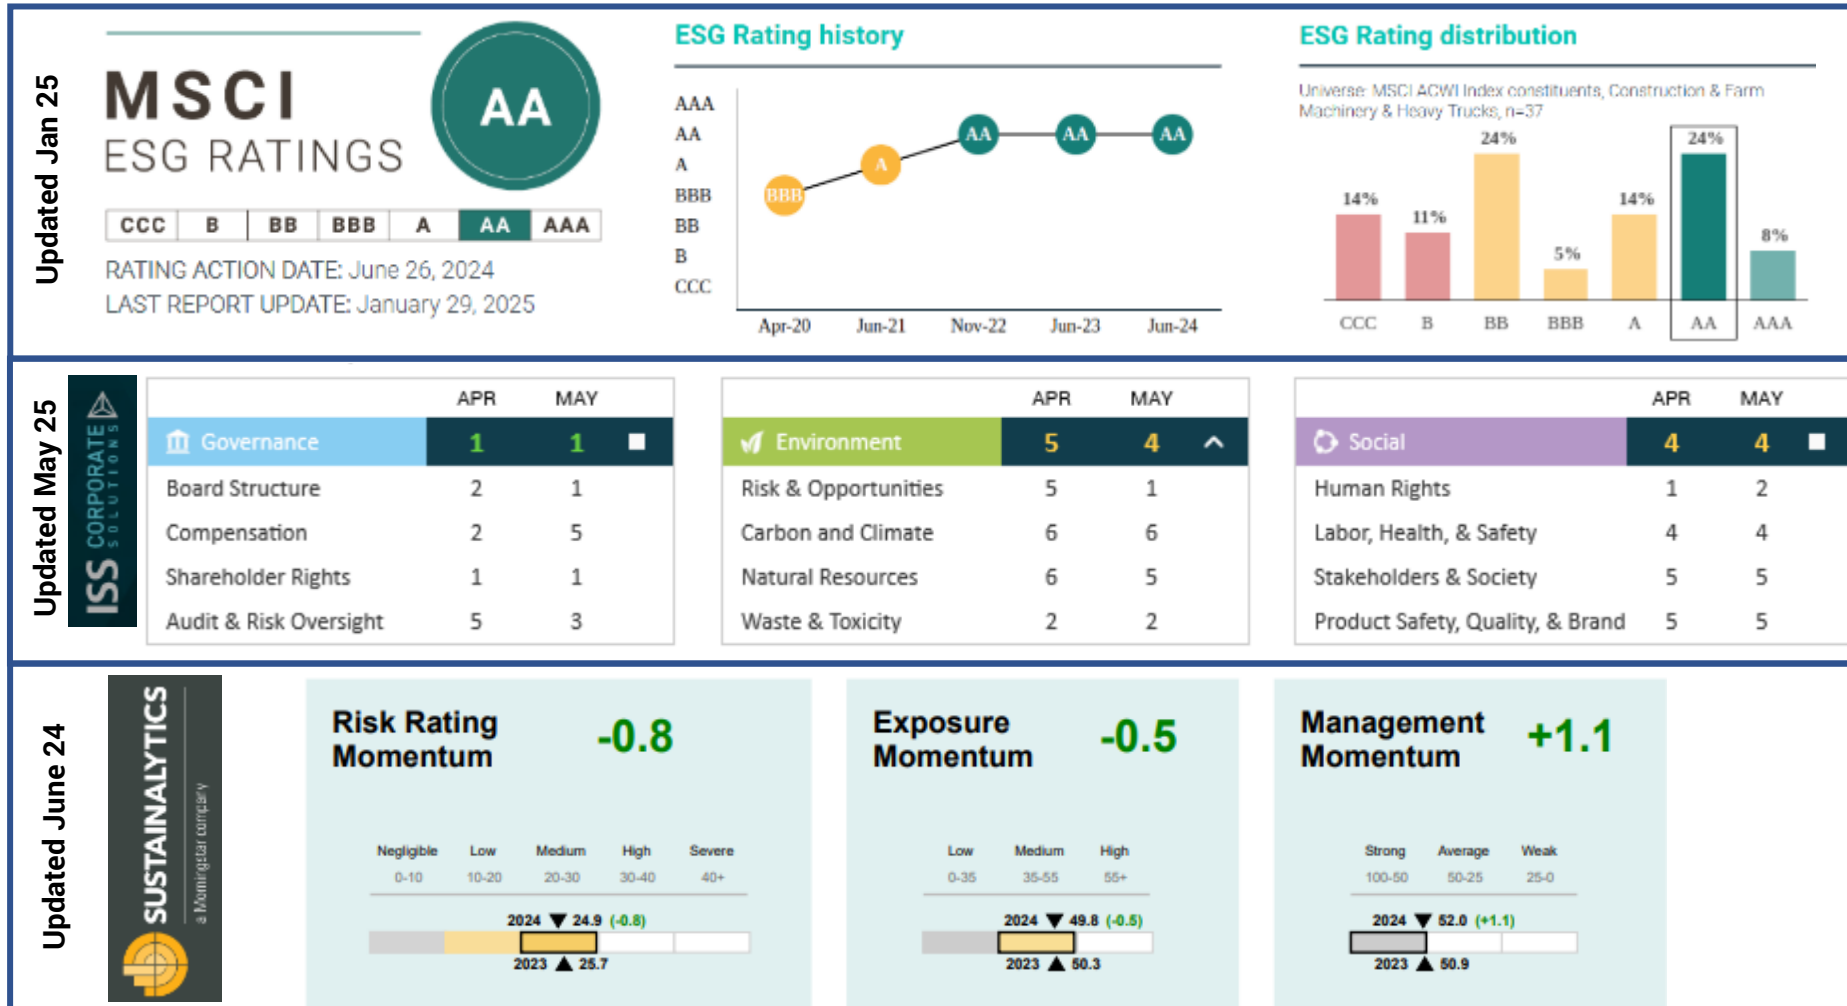 Updated Jan 25
MSCI
ESG RATINGS
AA
CCC B BB BBB A AA AAA
RATING ACTION DATE: June 26, 2024
LAST REPORT UPDATE: January 29, 2025
ESG Rating history
AAA
AA
A
BBB
BB
B
CCC
BBB A AA AA AA
Apr-20 Jun-21 Nov-22 Jun-23 Jun-24
ESG Rating distribution
Universe: MSCI ACWI Index constituents, Construction & Farm
Machinery & Heavy Trucks, n=37
14% 11% 24% 5% 14% 24% 8%
CCC B BB BBB A AA AAA
Updated May 25
ISS CORPORATE
SOLUTIONS
APR MAY
Governance 1 1
Board Structure 2 1
Compensation 2 5
Shareholder Rights 1 1
Audit & Risk Oversight 5 3
APR MAY
Environment 5 4
Risk & Opportunities 5 1
Carbon and Climate 6 6
Natural Resources 6 5
Waste & Toxicity 2 2
APR MAY
Social 4 4
Human Rights 1 2
Labor, Health, & Safety 4 4
Stakeholders & Society 5 5
Product Safety, Quality, & Brand 5 5
Updated June 24
SUSTAINALYTICS
a Morningstar company
Risk Rating
Momentum
-0.8
Negligible Low Medium High Severe
0-10 10-20 20-30 30-40 40+
2024 ▼ 24.9 (-0.8)
2023 ▲ 25.7
Exposure
Momentum
-0.5
Low Medium High
0-35 35-55 55+
2024 ▼ 49.8 (-0.5)
2023 ▲ 50.3
Management
Momentum
+1.1
Strong Average Weak
100-50 50-25 25-0
2024 ▼ 52.0 (+1.1)
2023 ▲ 50.9